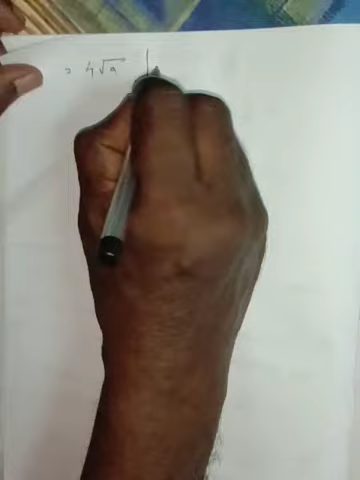 = 4√a |